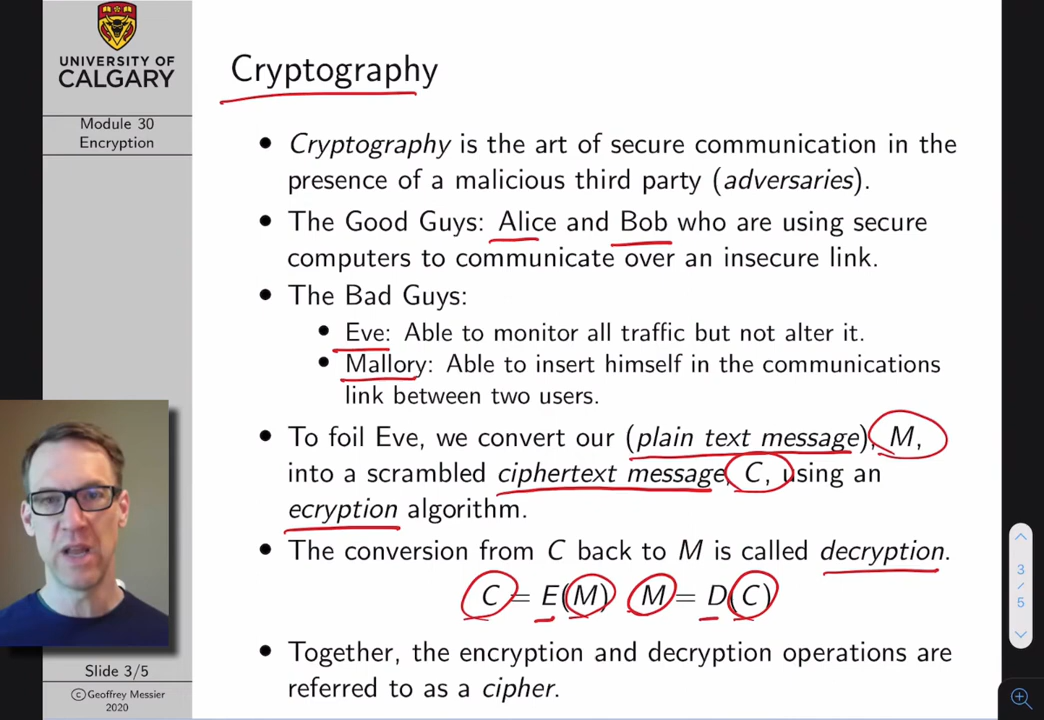 UNIVERSITY OF
CALGARY
Module 30
Encryption
Cryptography
• Cryptography is the art of secure communication in the
presence of a malicious third party (adversaries).
• The Good Guys: Alice and Bob who are using secure
computers to communicate over an insecure link.
• The Bad Guys:
• Eve: Able to monitor all traffic but not alter it.
• Mallory: Able to insert himself in the communications
link between two users.
• To foil Eve, we convert our (plain text message), M,
into a scrambled ciphertext message, C, using an
ecryption algorithm.
• The conversion from C back to M is called decryption.
C = E(M) M = D(C)
• Together, the encryption and decryption operations are
referred to as a cipher.
Slide 3/5
© Geoffrey Messier
2020
3
/
5